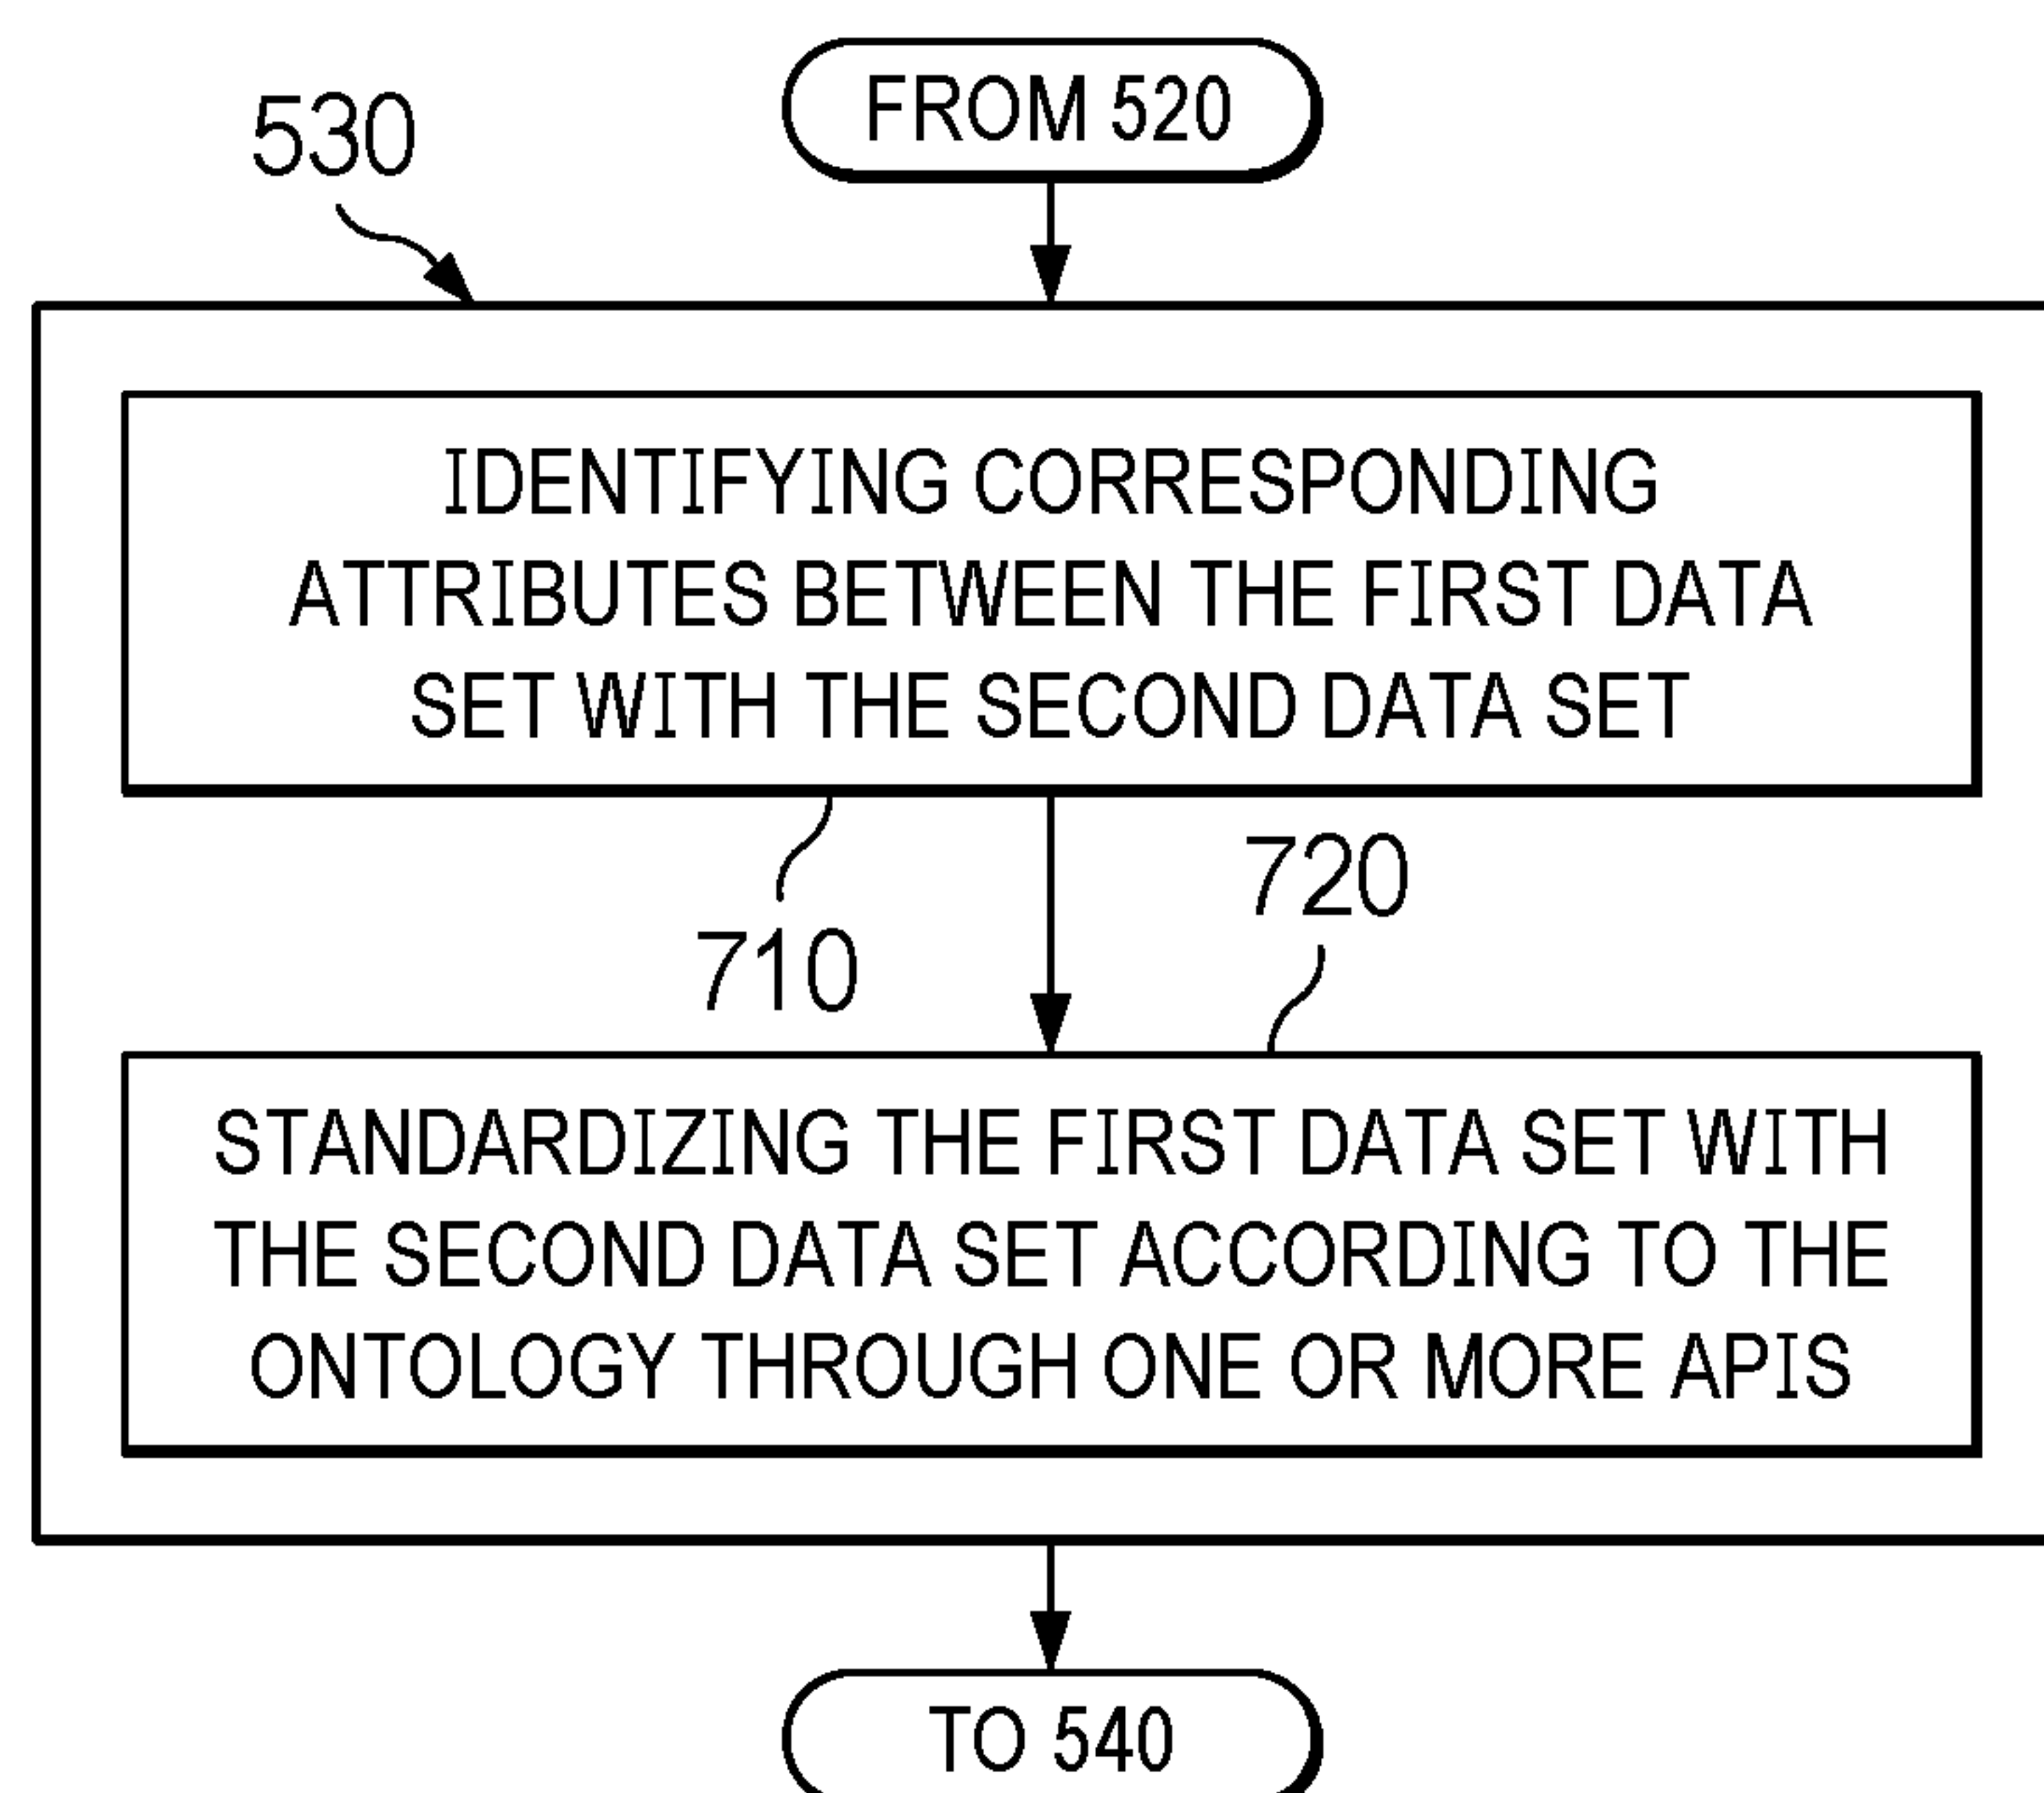 FROM 520
530
IDENTIFYING CORRESPONDING
ATTRIBUTES BETWEEN THE FIRST DATA
SET WITH THE SECOND DATA SET
720
710
STANDARDIZING THE FIRST DATA SET WITH
THE SECOND DATA SET ACCORDING TO THE
ONTOLOGY THROUGH ONE OR MORE APIS
TO 540